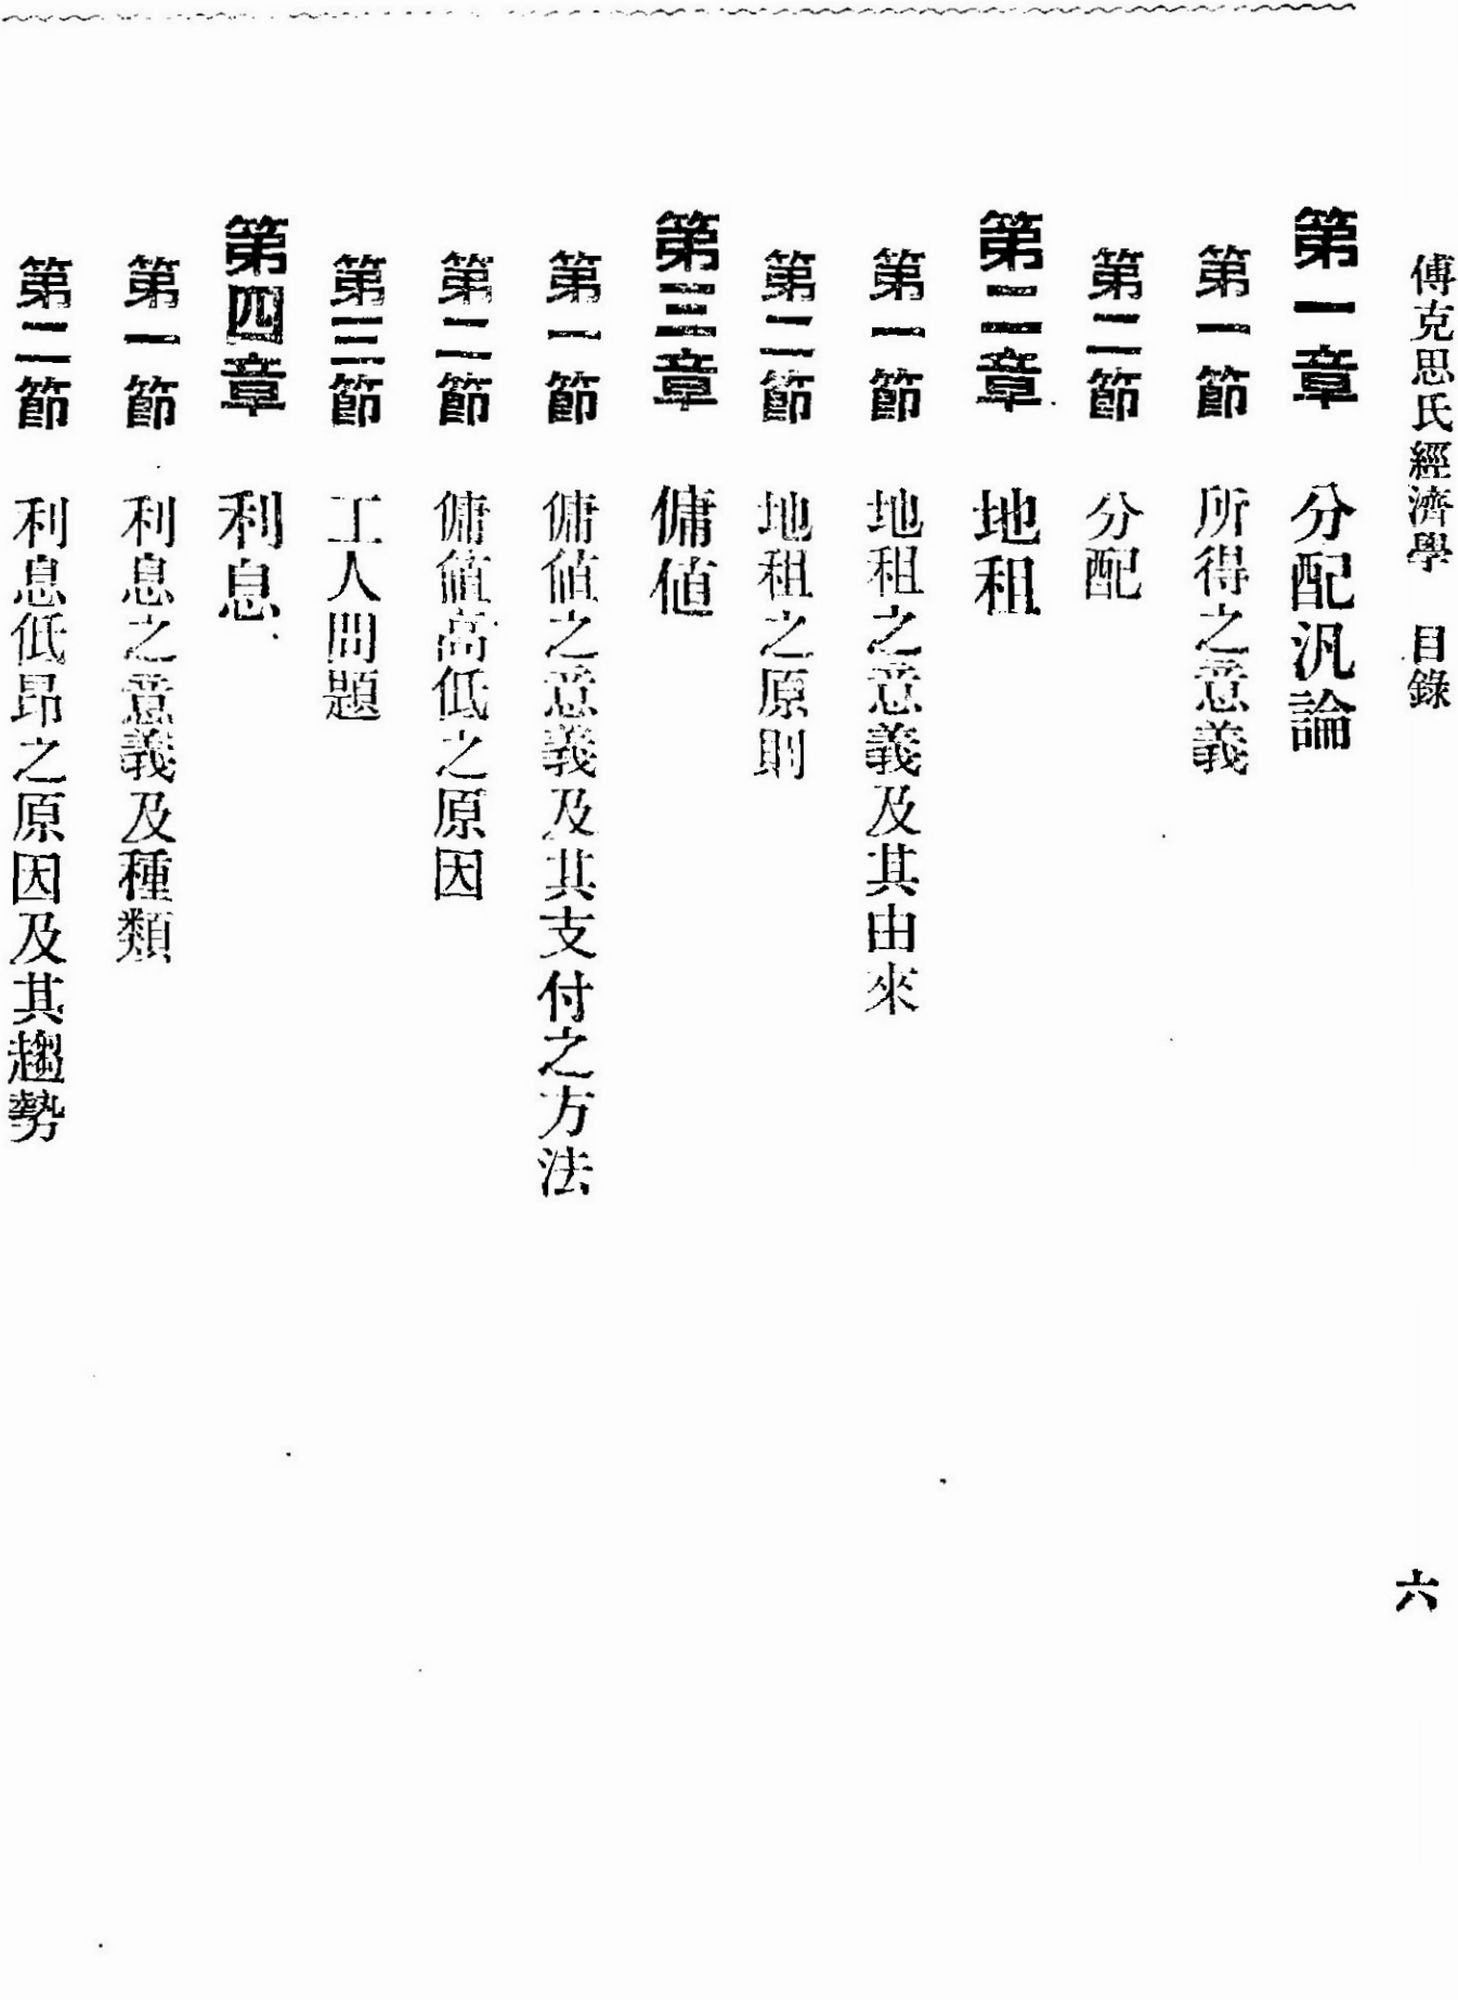 傅克思氏經濟學　目錄
六
第一章　分配汎論
第一節　所得之意義
第二節　分配
第二章　地租
第一節　地租之意義及其由來
第二節　地租之原則
第三章　傭値
第一節　傭値之意義及其支付之方法
第二節　傭値高低之原因
第三節　工人問題
第四章　利息
第一節　利息之意義及種類
第二節　利息低昂之原因及其趨勢